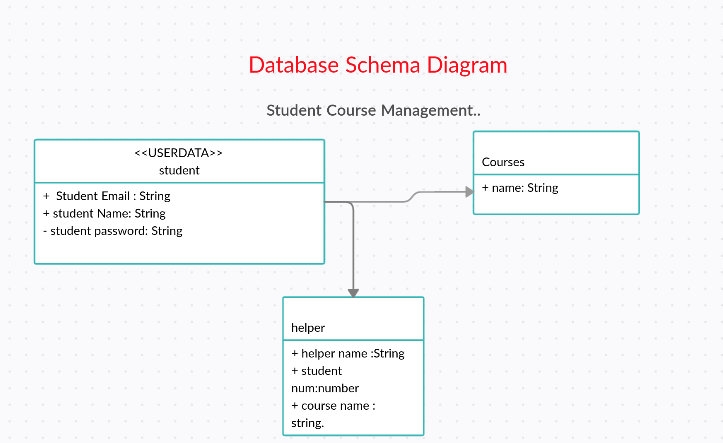 Database Schema Diagram
Student Course Management..
<<USERDATA>>
student
+ Student Email : String
+ student Name: String
- student password: String
Courses
+ name: String
helper
+ helper name :String
+ student
num:number
+ course name :
string.